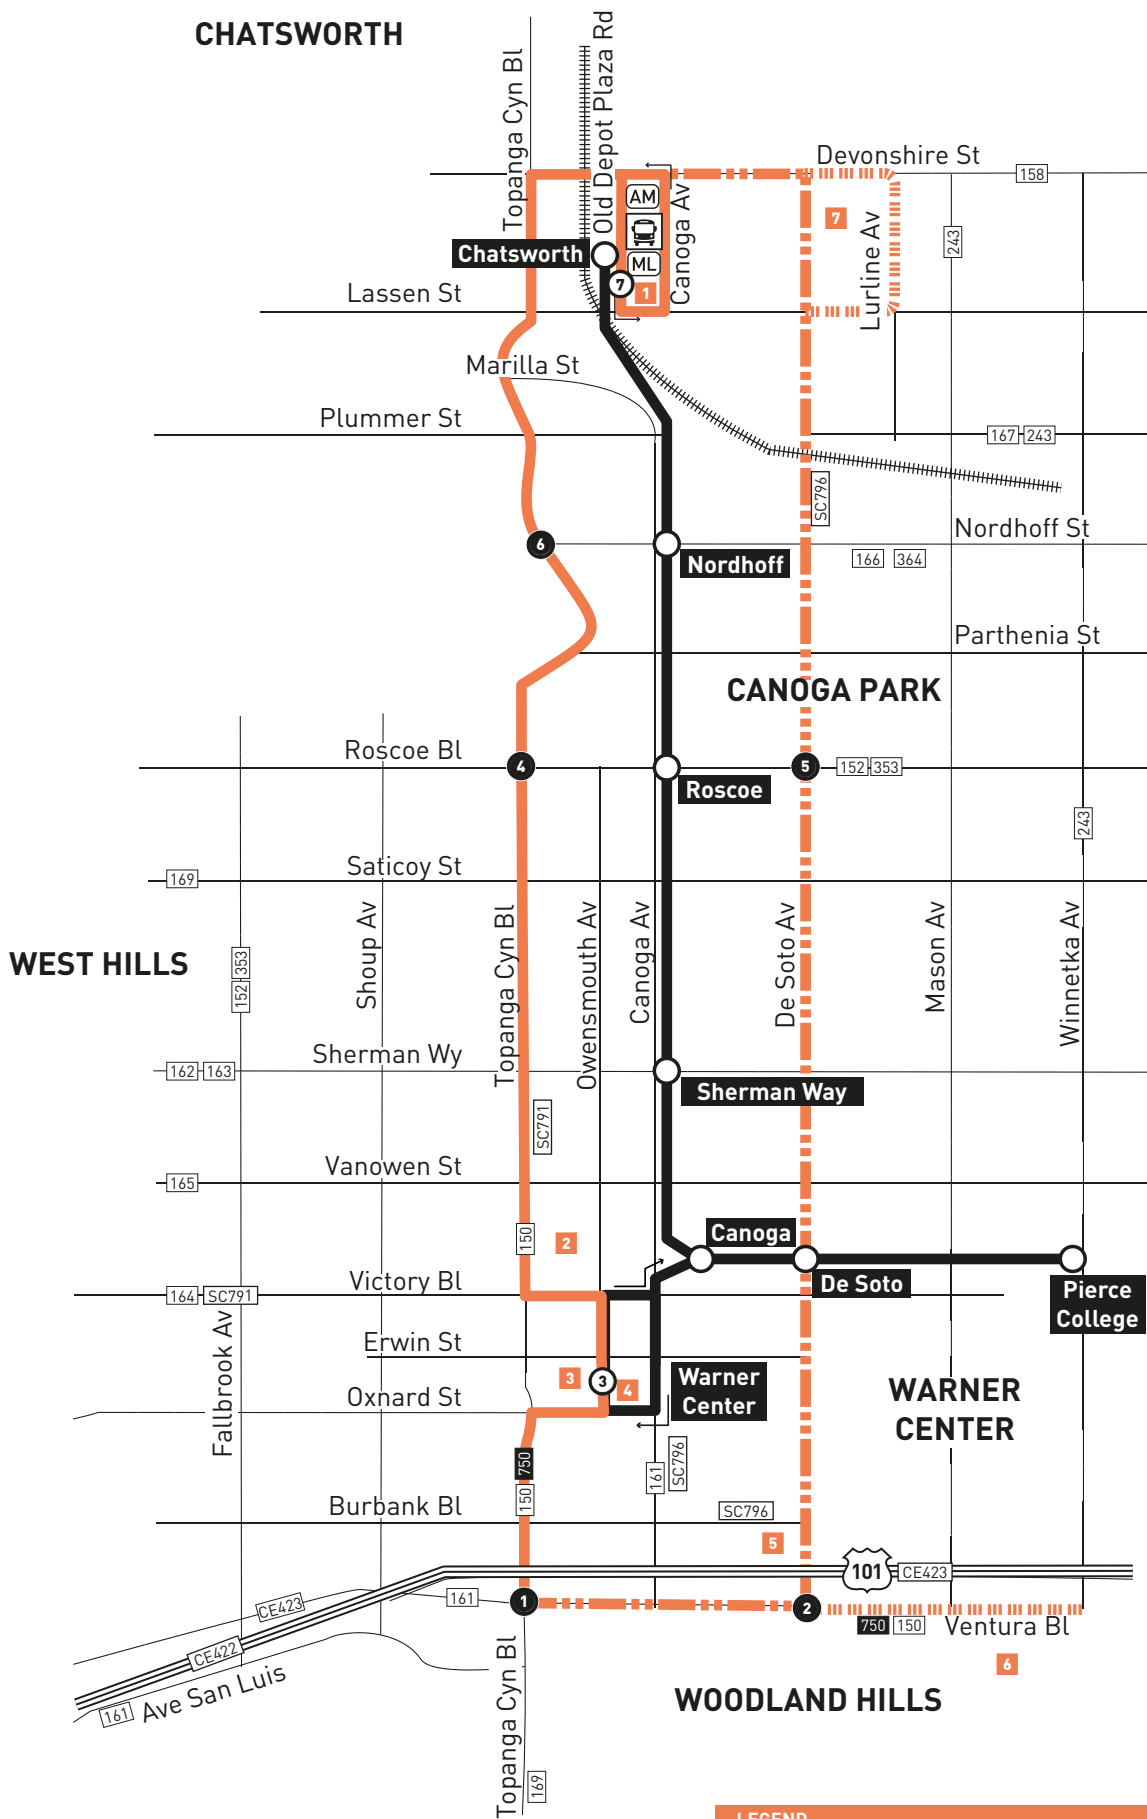 CHATSWORTH
Topanga Cyn Bl
Old Depot Plaza Rd
Devonshire St
158
AM
7
Canoga Av
Lurline Av
243
Chatsworth
ML
7
1
Lassen St
Marilla St
Plummer St
167 243
SC796
Nordhoff St
6
Nordhoff
166 364
Parthenia St
CANOGA PARK
Roscoe Bl
4
5
152 353
Roscoe
243
Saticoy St
169
Shoup Av
Topanga Cyn Bl
Owensmouth Av
Canoga Av
De Soto Av
Mason Av
Winnetka Av
WEST HILLS
152 353
Sherman Wy
162 163
Sherman Way
SC791
Vanowen St
165
150
2
Canoga
Victory Bl
164 SC791
De Soto
Pierce
College
Fallbrook Av
Erwin St
3
3
4
Warner
Center
WARNER
CENTER
Oxnard St
750
150
161
SC796
Burbank Bl
SC796
5
101
CE423
CE423
161
1
2
750 150
Ventura Bl
CE422
6
161
Ave San Luis
Topanga Cyn Bl
WOODLAND HILLS
169
LEGEND